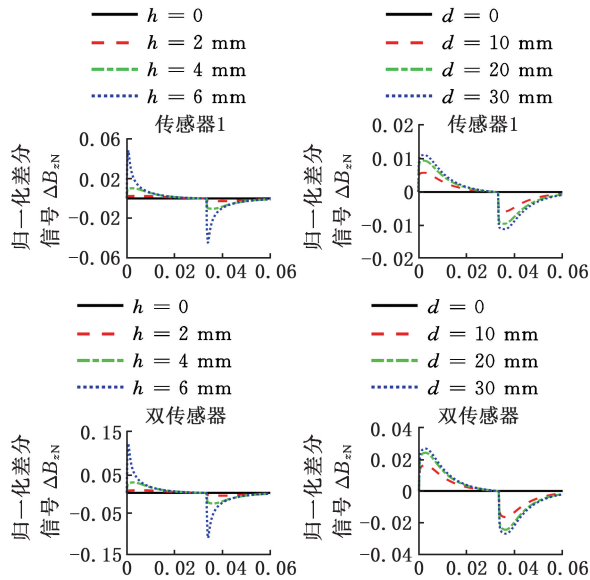 h = 0
h = 2 mm
h = 4 mm
h = 6 mm
传感器1
归一化差分
信号 ΔB_zN
0.06
0.02
−0.02
−0.06
0 0.02 0.04 0.06
d = 0
d = 10 mm
d = 20 mm
d = 30 mm
传感器1
归一化差分
信号 ΔB_zN
0.02
0.01
0
−0.01
−0.02
0 0.02 0.04 0.06
h = 0
h = 2 mm
h = 4 mm
h = 6 mm
双传感器
归一化差分
信号 ΔB_zN
0.15
0.05
−0.05
−0.15
0 0.02 0.04 0.06
d = 0
d = 10 mm
d = 20 mm
d = 30 mm
双传感器
归一化差分
信号 ΔB_zN
0.04
0.02
0
−0.02
−0.04
0 0.02 0.04 0.06